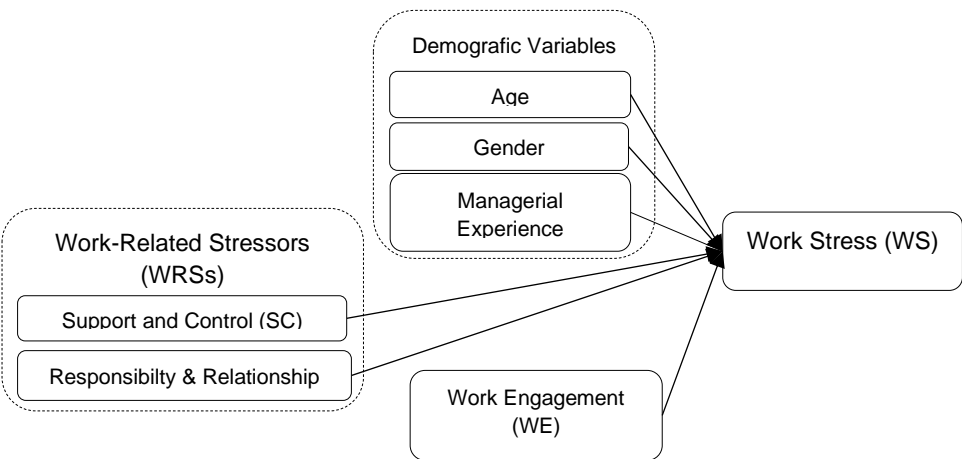 Demografic Variables
Age
Gender
Managerial
Experience
Work-Related Stressors
(WRSs)
Support and Control (SC)
Responsibilty & Relationship
Work Engagement
(WE)
Work Stress (WS)